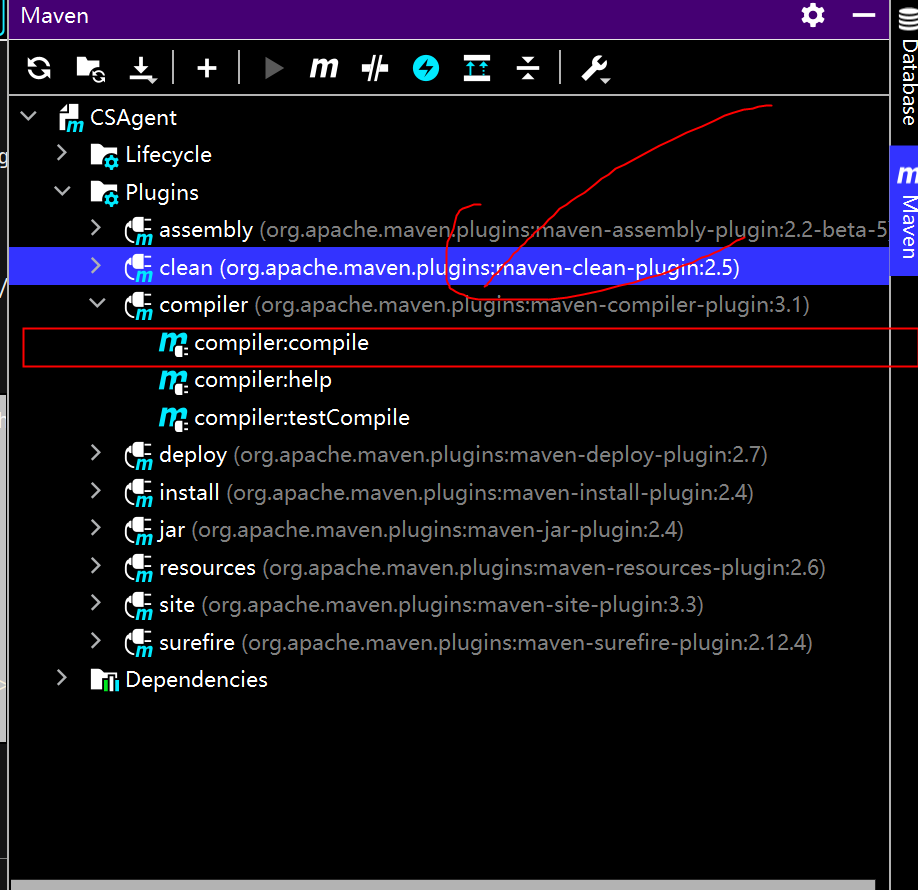 Maven
CSAgent
Lifecycle
Plugins
assembly (org.apache.maven.plugins:maven-assembly-plugin:2.2-beta-5
clean (org.apache.maven.plugins:maven-clean-plugin:2.5)
compiler (org.apache.maven.plugins:maven-compiler-plugin:3.1)
compiler:compile
compiler:help
compiler:testCompile
deploy (org.apache.maven.plugins:maven-deploy-plugin:2.7)
install (org.apache.maven.plugins:maven-install-plugin:2.4)
jar (org.apache.maven.plugins:maven-jar-plugin:2.4)
resources (org.apache.maven.plugins:maven-resources-plugin:2.6)
site (org.apache.maven.plugins:maven-site-plugin:3.3)
surefire (org.apache.maven.plugins:maven-surefire-plugin:2.12.4)
Dependencies
Database
Maven